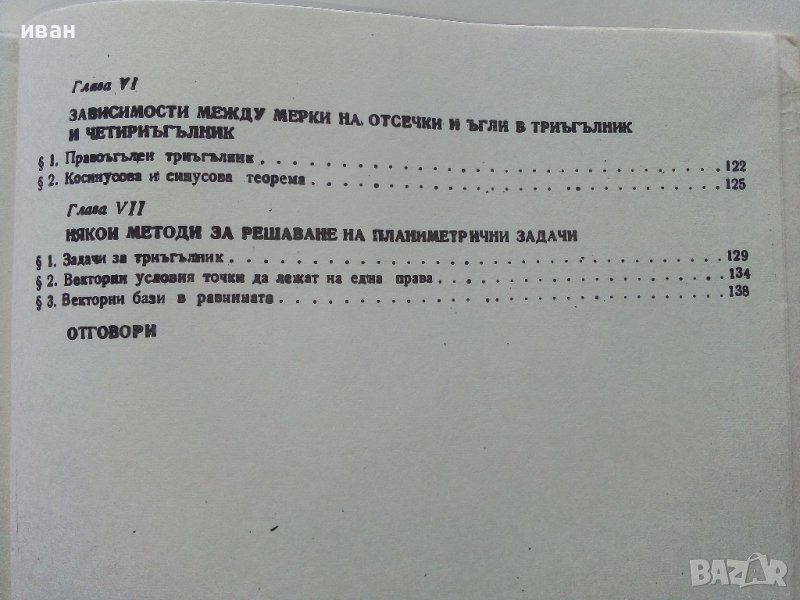 иван
Глава VI
ЗАВИСИМОСТИ МЕЖДУ МЕРКИ НА ОТСЕЧКИ И ЪГЛИ В ТРИЪГЪЛНИК
И ЧЕТИРИЪГЪЛНИК
§ 1. Правоъгълен триъгълник . . . . . . . . . . . . . . . . . . . . . . . . . . 122
§ 2. Косинусова и синусова теорема . . . . . . . . . . . . . . . . . . . . . . . 125
Глава VII
НЯКОИ МЕТОДИ ЗА РЕШАВАНЕ НА ПЛАНИМЕТРИЧНИ ЗАДАЧИ
§ 1. Задачи за триъгълник . . . . . . . . . . . . . . . . . . . . . . . . . . . . 129
§ 2. Векторни условия точки да лежат на една права . . . . . . . . . . . . . . . 134
§ 3. Векторни бази в равнината . . . . . . . . . . . . . . . . . . . . . . . . . 138
ОТГОВОРИ
BAZAR